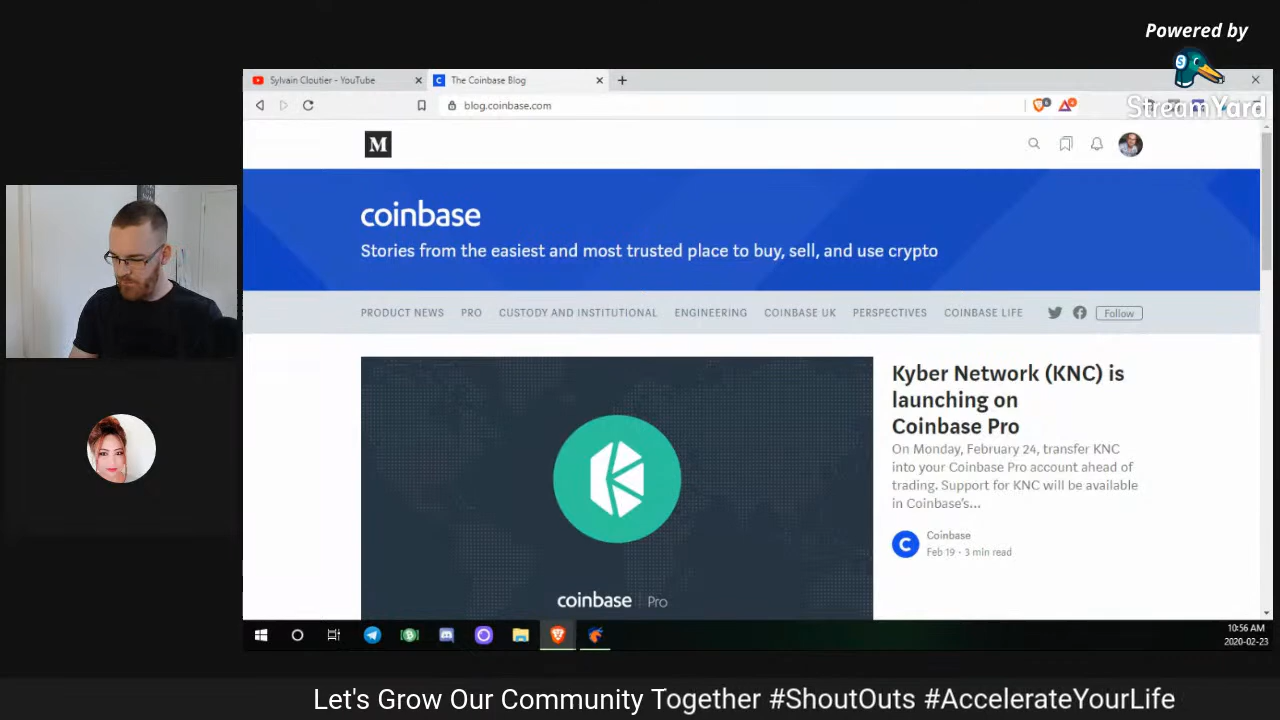 Powered by
StreamYard
Sylvain Cloutier - YouTube
The Coinbase Blog
blog.coinbase.com
M
coinbase
Stories from the easiest and most trusted place to buy, sell, and use crypto
PRODUCT NEWS PRO CUSTODY AND INSTITUTIONAL ENGINEERING COINBASE UK PERSPECTIVES COINBASE LIFE Follow
Kyber Network (KNC) is
launching on
Coinbase Pro
On Monday, February 24, transfer KNC
into your Coinbase Pro account ahead of
trading. Support for KNC will be available
in Coinbase's...
Coinbase
Feb 19 · 3 min read
coinbase Pro
10:56 AM
2020-02-23
Let's Grow Our Community Together #ShoutOuts #AccelerateYourLife